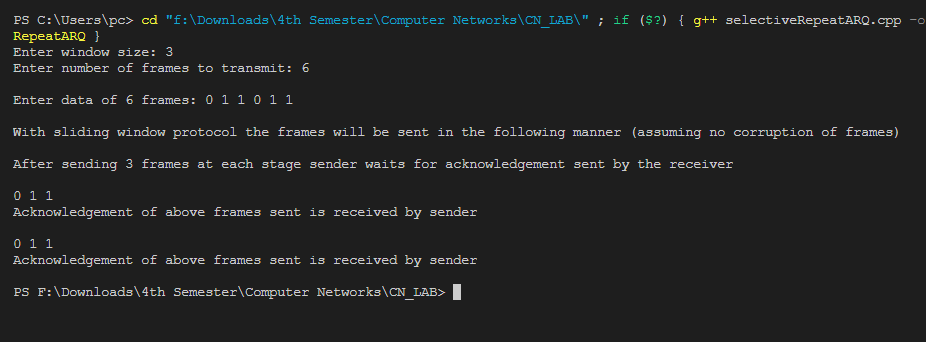 PS C:\Users\pc> cd "f:\Downloads\4th Semester\Computer Networks\CN_LAB\" ; if ($?) { g++ selectiveRepeatARQ.cpp -o
RepeatARQ }
Enter window size: 3
Enter number of frames to transmit: 6
Enter data of 6 frames: 0 1 1 0 1 1
With sliding window protocol the frames will be sent in the following manner (assuming no corruption of frames)
After sending 3 frames at each stage sender waits for acknowledgement sent by the receiver
0 1 1
Acknowledgement of above frames sent is received by sender
0 1 1
Acknowledgement of above frames sent is received by sender
PS F:\Downloads\4th Semester\Computer Networks\CN_LAB>